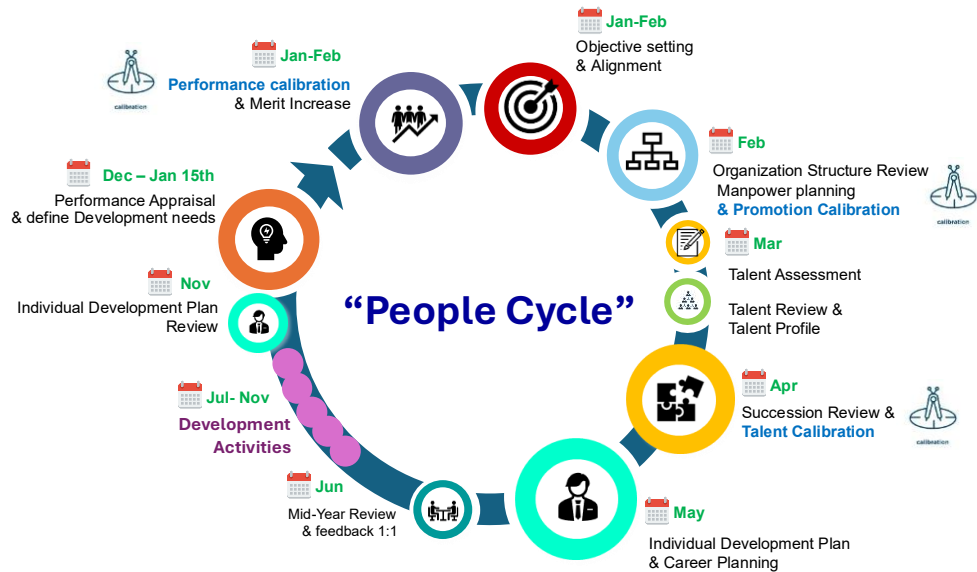 Jan-Feb
Objective setting
& Alignment
Feb
Organization Structure Review
Manpower planning
& Promotion Calibration
calibration
Mar
Talent Assessment
Talent Review &
Talent Profile
Apr
Succession Review &
Talent Calibration
calibration
May
Individual Development Plan
& Career Planning
Jun
Mid-Year Review
& feedback 1:1
Jul- Nov
Development
Activities
Nov
Individual Development Plan
Review
Dec – Jan 15th
Performance Appraisal
& define Development needs
Jan-Feb
Performance calibration
& Merit Increase
calibration
“People Cycle”